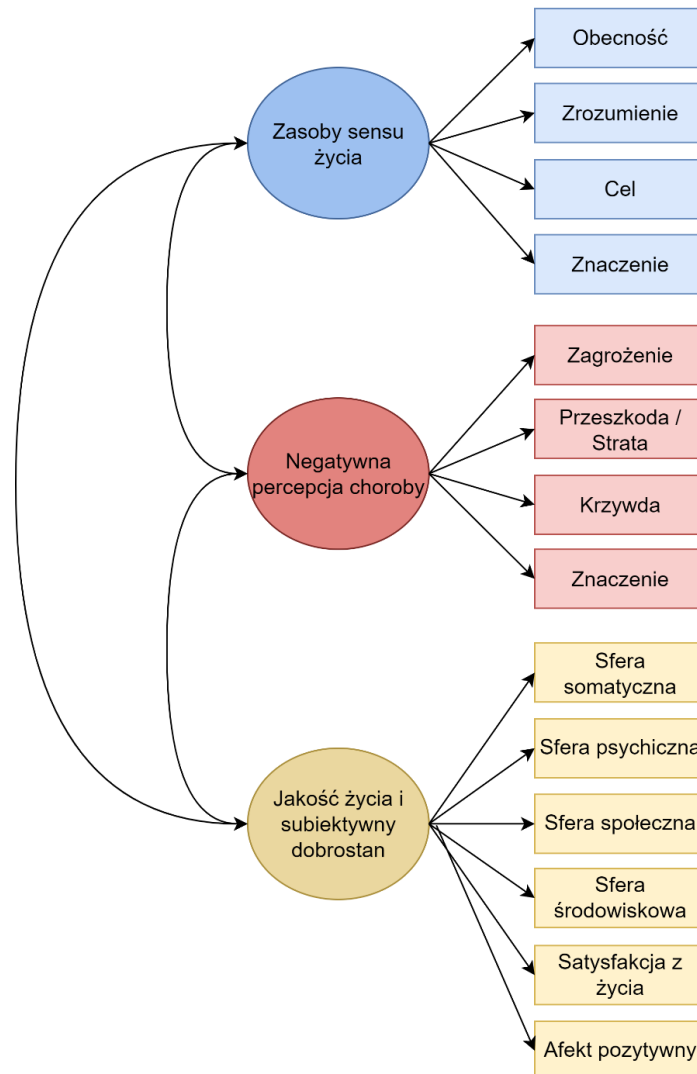 Obecność
Zasoby sensu
życia
Zrozumienie
Cel
Znaczenie
Zagrożenie
Przeszkoda /
Strata
Negatywna
percepcja choroby
Krzywda
Znaczenie
Sfera
somatyczna
Sfera psychiczna
Jakość życia i
subiektywny
dobrostan
Sfera społeczna
Sfera
środowiskowa
Satysfakcja z
życia
Afekt pozytywny